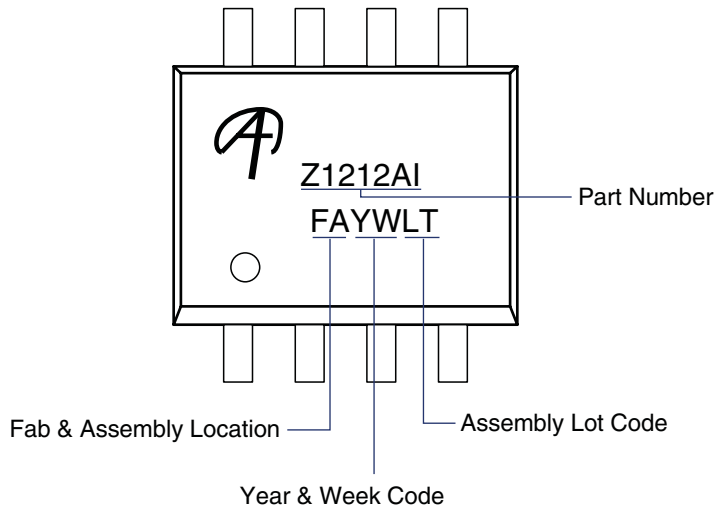 Z1212AI
Part Number
FAYWLT
Fab & Assembly Location
Assembly Lot Code
Year & Week Code